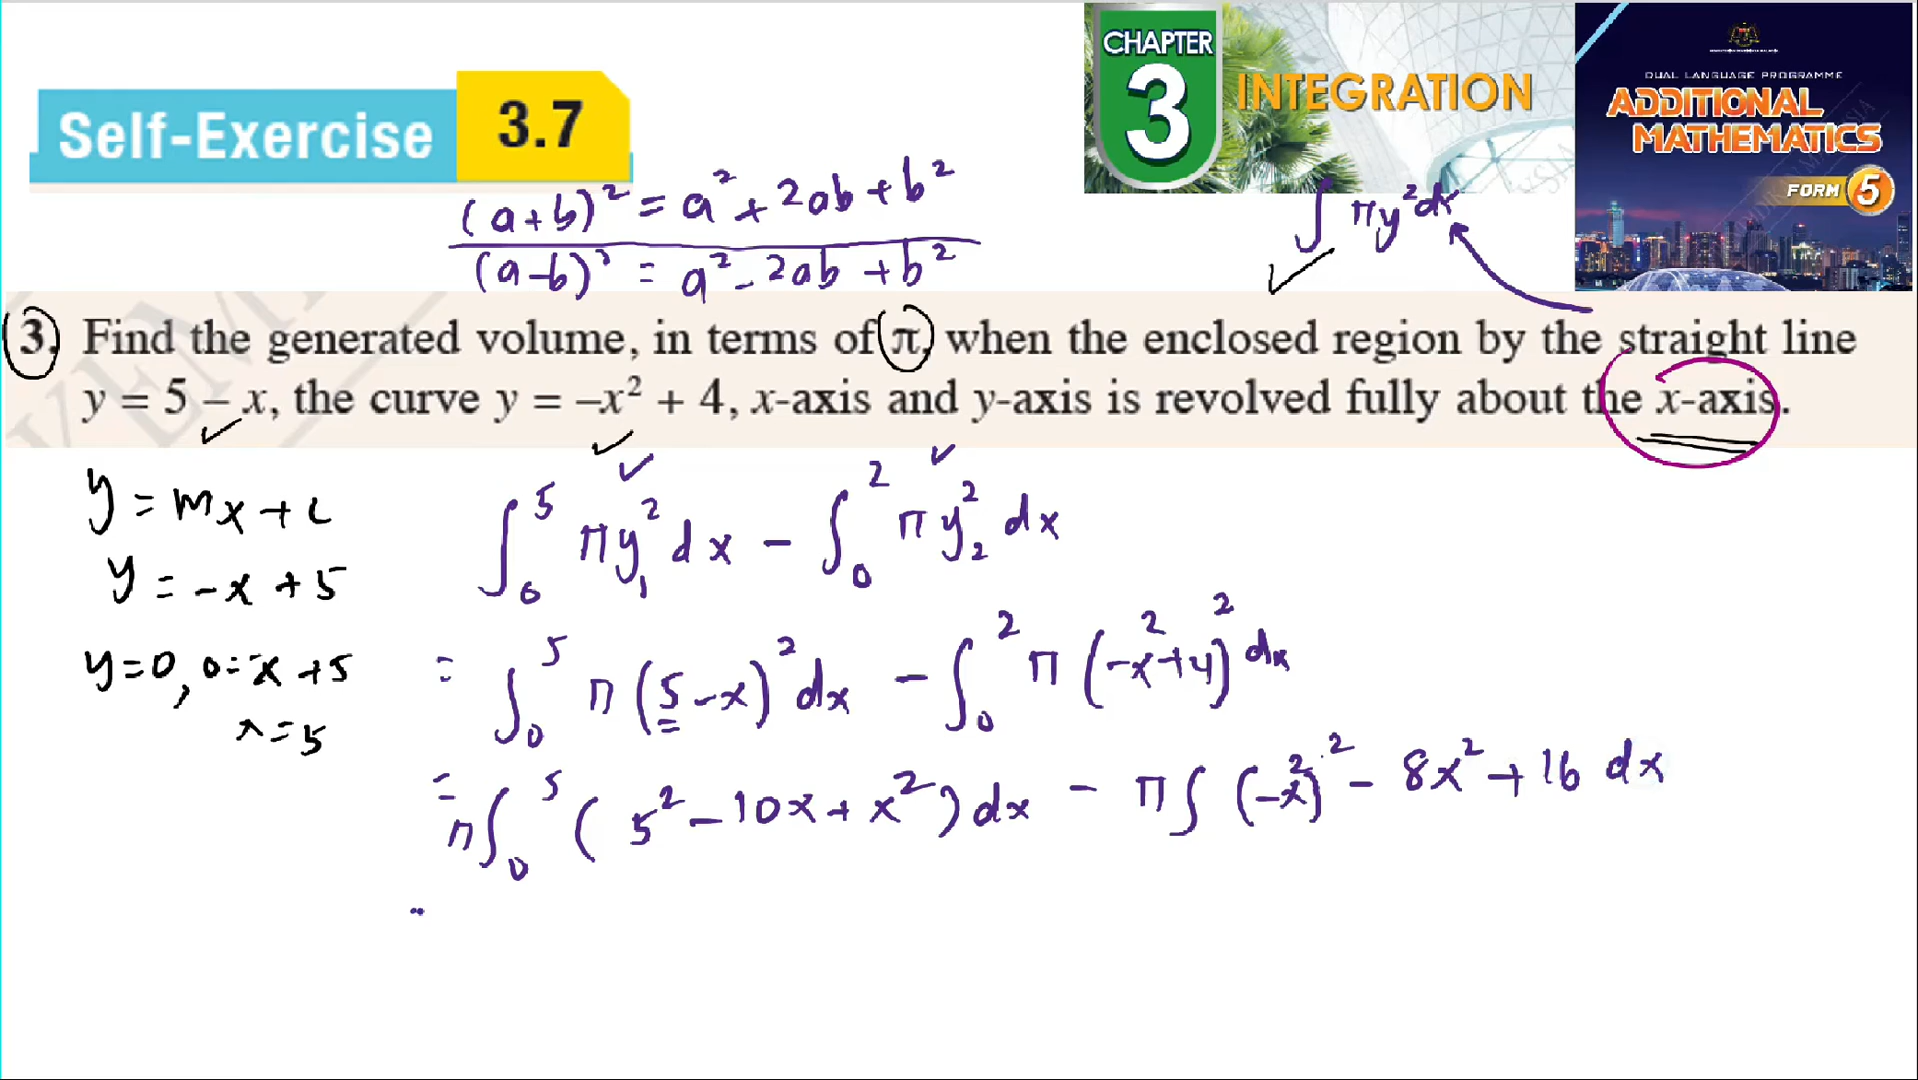 CHAPTER
3
INTEGRATION
DUAL LANGUAGE PROGRAMME
ADDITIONAL
MATHEMATICS
FORM 5
Self-Exercise 3.7
(a+b)² = a² + 2ab + b²
(a-b)² = a² - 2ab + b²
∫ πy²dx
3. Find the generated volume, in terms of π, when the enclosed region by the straight line
y = 5 – x, the curve y = –x² + 4, x-axis and y-axis is revolved fully about the x-axis.
y = mx + c
y = -x + 5
y=0, 0=-x+5
x=5
∫₀⁵ πy₁² dx - ∫₀² πy₂² dx
= ∫₀⁵ π(5-x)² dx - ∫₀² π(-x²+4)² dx
= π∫₀⁵ (5² - 10x + x²) dx - π∫ (-x²)² - 8x² + 16 dx